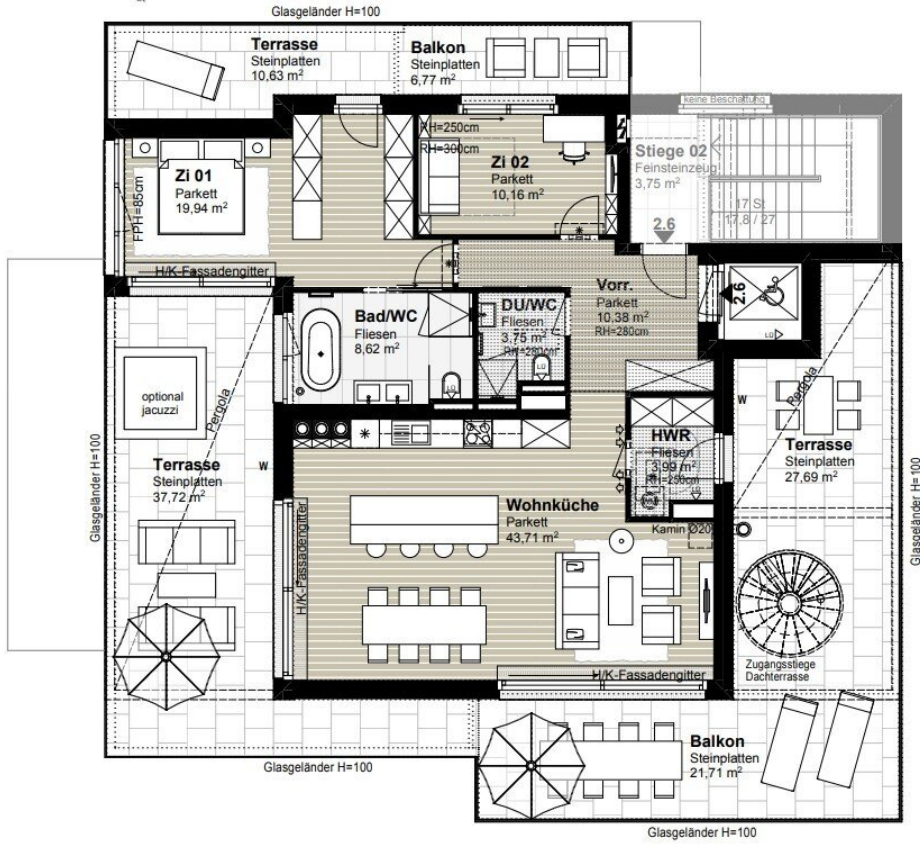 Glasgeländer H=100
Terrasse
Steinplatten
10,63 m²
Balkon
Steinplatten
6,77 m²
keine Beschattung
RH=250cm
RH=300cm
Zi 02
Parkett
10,16 m²
Stiege 02
Feinsteinzeug
3,75 m²
17 St
17,8 / 27
2.6
Zi 01
Parkett
19,94 m²
FPH=85cm
H/K-Fassadengitter
Vorr.
Parkett
10,38 m²
RH=280cm
2.6
Bad/WC
Fliesen
8,62 m²
DU/WC
Fliesen
3,75 m²
RH=280cm
LÜ
LÜ
LÜ
optional
jacuzzi
Pergola
Pergola
W
W
Terrasse
Steinplatten
37,72 m²
Glasgeländer H=100
HWR
Fliesen
3,99 m²
RH=250cm
LÜ
Terrasse
Steinplatten
27,69 m²
Glasgeländer H=100
Wohnküche
Parkett
43,71 m²
Kamin Ø20
H/K-Fassadengitter
Zugangsstiege
Dachterrasse
H/K-Fassadengitter
Balkon
Steinplatten
21,71 m²
Glasgeländer H=100
Glasgeländer H=100